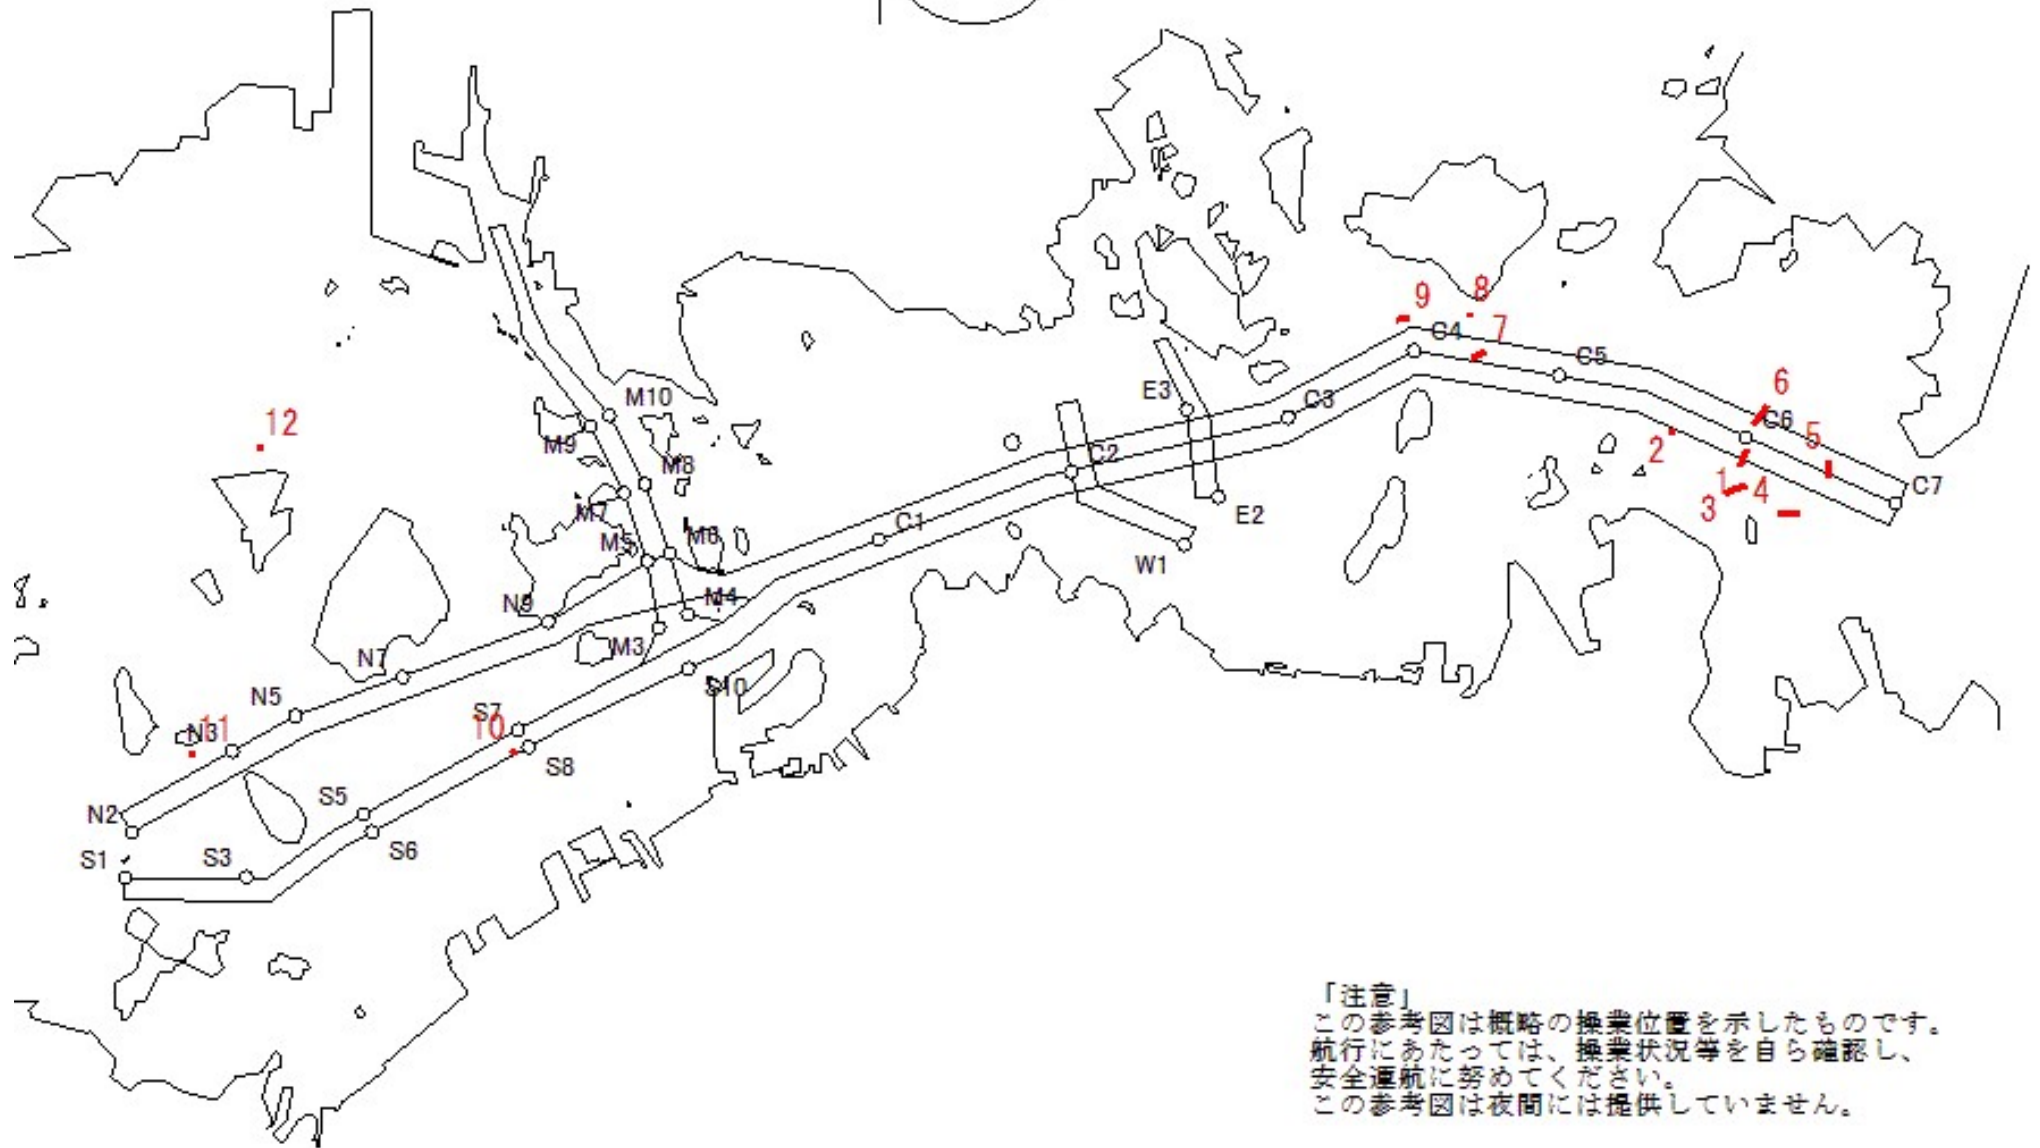 9
8
C4
7
C5
M10
E3
C3
6
C6
12
M9
2
5
M8
C2
1
4
C7
M7
E2
3
M5
M6
C1
W1
N9
M4
M3
N7
N5
S10
N3
11
S7
10
S8
N2
S5
S1
S3
S6
「注意」
この参考図は概略の操業位置を示したものです。
航行にあたっては、操業状況等を自ら確認し、
安全運航に努めてください。
この参考図は夜間には提供していません。